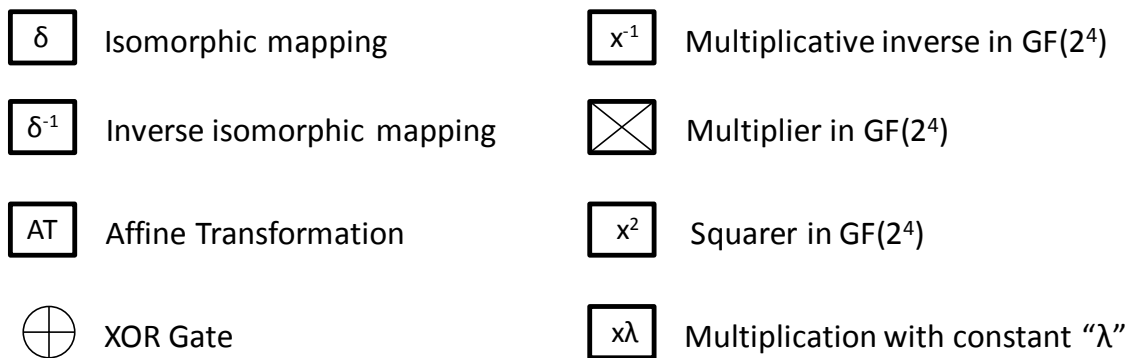 δ Isomorphic mapping
x⁻¹ Multiplicative inverse in GF(2⁴)
δ⁻¹ Inverse isomorphic mapping
Multiplier in GF(2⁴)
AT Affine Transformation
x² Squarer in GF(2⁴)
XOR Gate
xλ Multiplication with constant “λ”